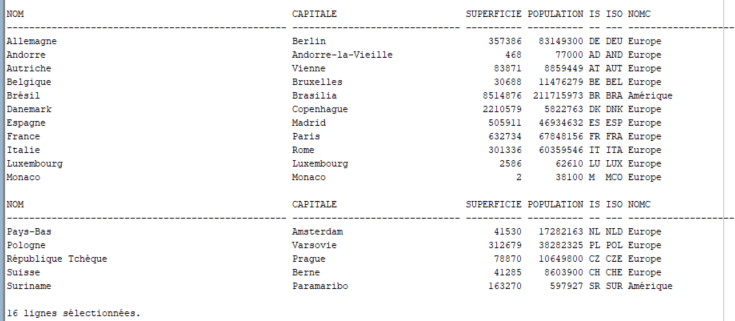 NOM CAPITALE SUPERFICIE POPULATION IS ISO NOMC
Allemagne Berlin 357386 83149300 DE DEU Europe
Andorre Andorre-la-Vieille 468 77000 AD AND Europe
Autriche Vienne 83871 8859449 AT AUT Europe
Belgique Bruxelles 30688 11476279 BE BEL Europe
Brésil Brasilia 8514876 211715973 BR BRA Amérique
Danemark Copenhague 2210579 5822763 DK DNK Europe
Espagne Madrid 505911 46934632 ES ESP Europe
France Paris 632734 67848156 FR FRA Europe
Italie Rome 301336 60359546 IT ITA Europe
Luxembourg Luxembourg 2586 62610 LU LUX Europe
Monaco Monaco 2 38100 M MCO Europe
NOM CAPITALE SUPERFICIE POPULATION IS ISO NOMC
Pays-Bas Amsterdam 41530 17282163 NL NLD Europe
Pologne Varsovie 312679 38282325 PL POL Europe
République Tchèque Prague 78870 10649800 CZ CZE Europe
Suisse Berne 41285 8603900 CH CHE Europe
Suriname Paramaribo 163270 597927 SR SUR Amérique
16 lignes sélectionnées.